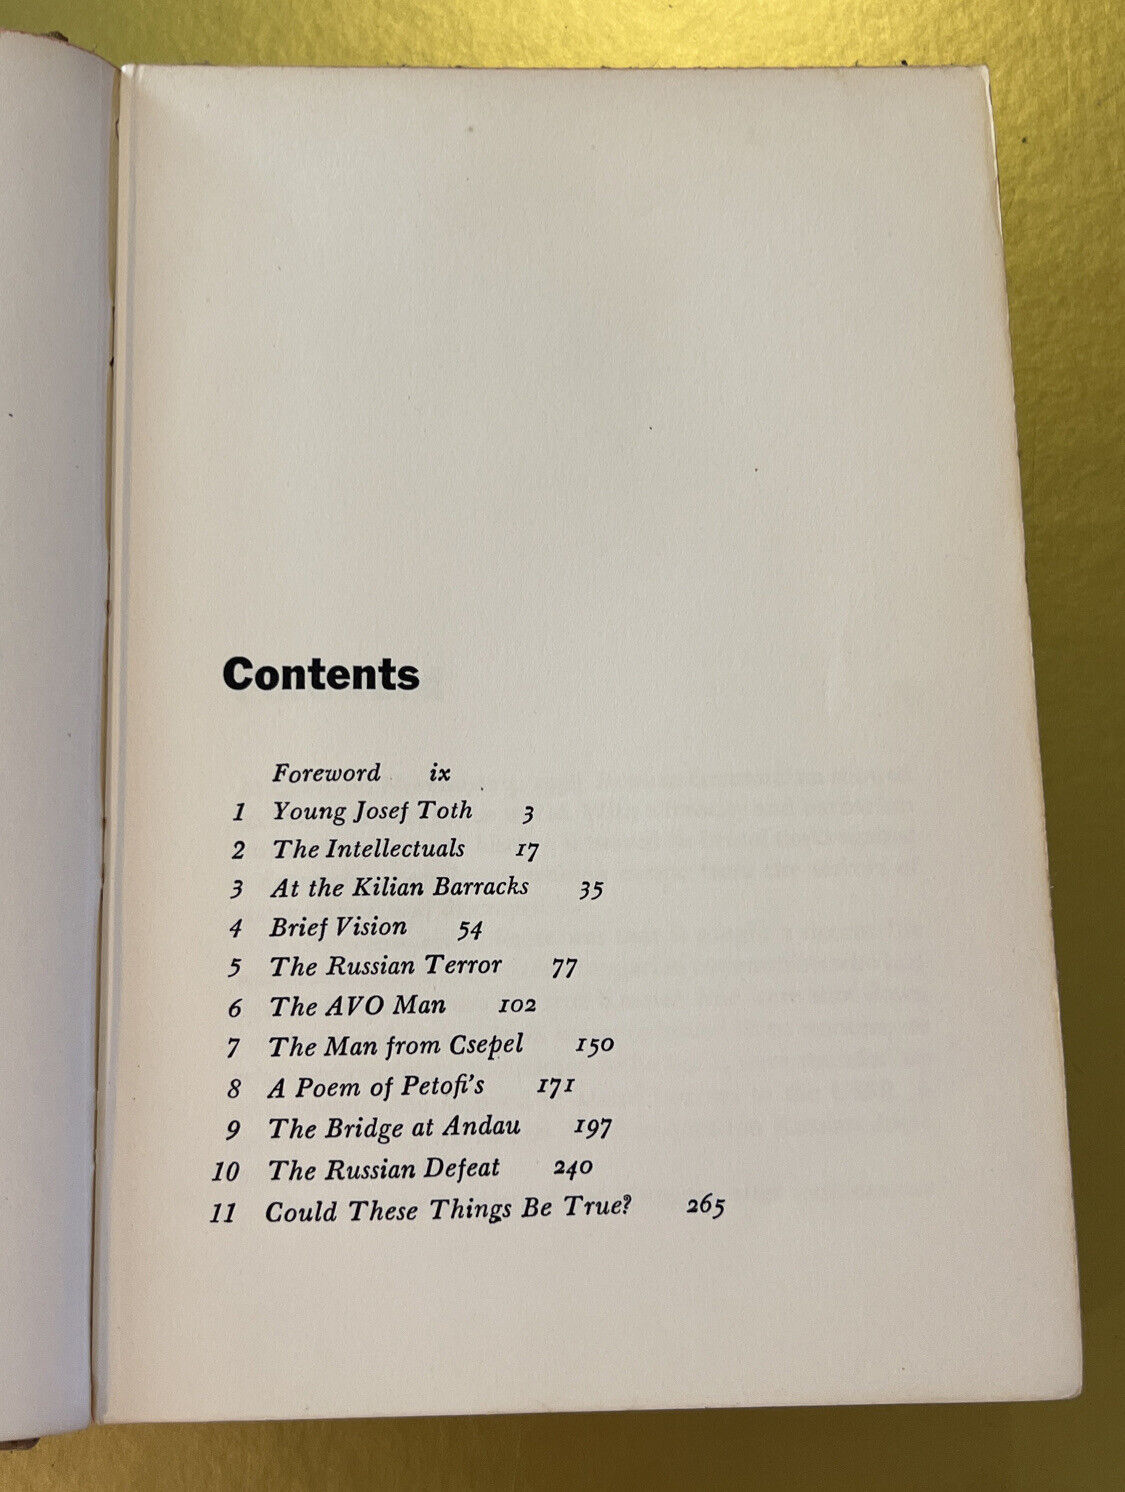 Contents
Foreword ix
1 Young Josef Toth 3
2 The Intellectuals 17
3 At the Kilian Barracks 35
4 Brief Vision 54
5 The Russian Terror 77
6 The AVO Man 102
7 The Man from Csepel 150
8 A Poem of Petofi's 171
9 The Bridge at Andau 197
10 The Russian Defeat 240
11 Could These Things Be True? 265